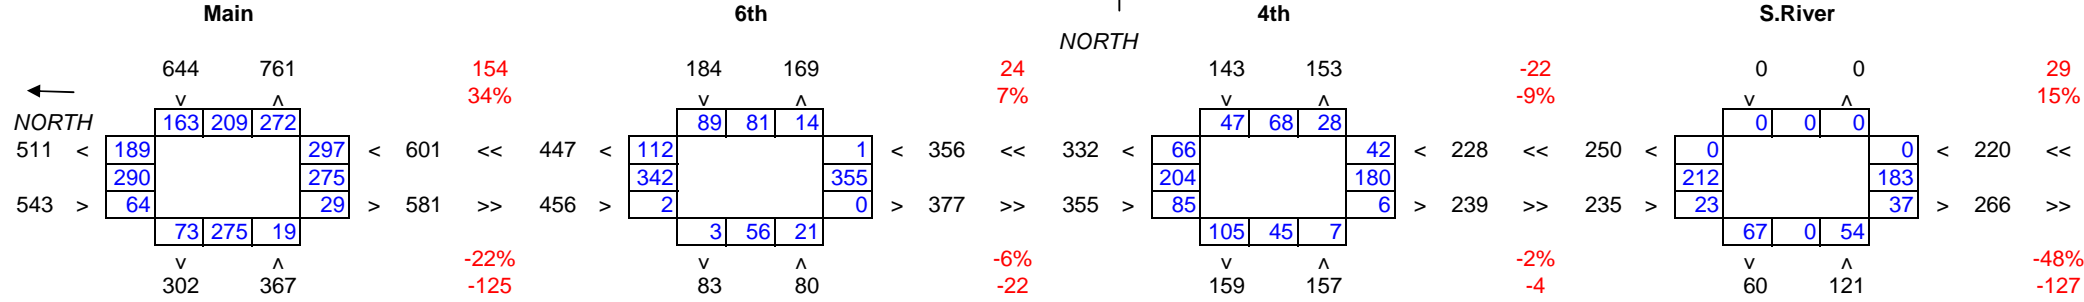 Main 6th 4th S.River
NORTH
644 761 154 184 169 24 143 153 -22 0 0 29
34% 7% -9% 15%
v ʌ v ʌ v ʌ v ʌ
NORTH 163 209 272 89 81 14 47 68 28 0 0 0
511 < 189 297 < 601 << 447 < 112 1 < 356 << 332 < 66 42 < 228 << 250 < 0 0 < 220 <<
290 275 342 355 204 180 212 183
543 > 64 29 > 581 >> 456 > 2 0 > 377 >> 355 > 85 6 > 239 >> 235 > 23 37 > 266 >>
73 275 19 3 56 21 105 45 7 67 0 54
v ʌ -22% v ʌ -6% v ʌ -2% v ʌ -48%
302 367 -125 83 80 -22 159 157 -4 60 121 -127